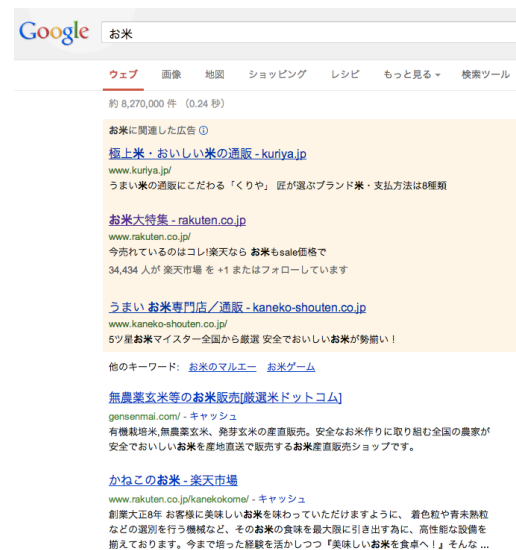 Google お米
ウェブ 画像 地図 ショッピング レシピ もっと見る 検索ツール
約 8,270,000 件 （0.24 秒）
お米に関連した広告
極上米・おいしい米の通販 - kuriya.jp
www.kuriya.jp/
うまい米の通販にこだわる「くりや」 匠が選ぶブランド米・支払方法は8種類
お米大特集 - rakuten.co.jp
www.rakuten.co.jp/
今売れているのはコレ!楽天なら お米もsale価格で
34,434 人が 楽天市場 を +1 またはフォローしています
うまい お米専門店／通販 - kaneko-shouten.co.jp
www.kaneko-shouten.co.jp/
5ツ星お米マイスター全国から厳選 安全でおいしいお米が勢揃い！
他のキーワード: お米のマルエー お米ゲーム
無農薬玄米等のお米販売[厳選米ドットコム]
gensenmai.com/ - キャッシュ
有機栽培米,無農薬玄米、発芽玄米の産直販売。安全なお米作りに取り組む全国の農家が
安全でおいしいお米を産地直送で販売するお米産直販売ショップです。
かねこのお米 - 楽天市場
www.rakuten.co.jp/kanekokome/ - キャッシュ
創業大正8年 お客様に美味しいお米を味わっていただけますように、 着色粒や青未熟粒
などの選別を行う機械など、そのお米の食味を最大限に引き出す為に、高性能な設備を
揃えております。今まで培った経験を活かしつつ『美味しいお米を食卓へ！』そんな ...